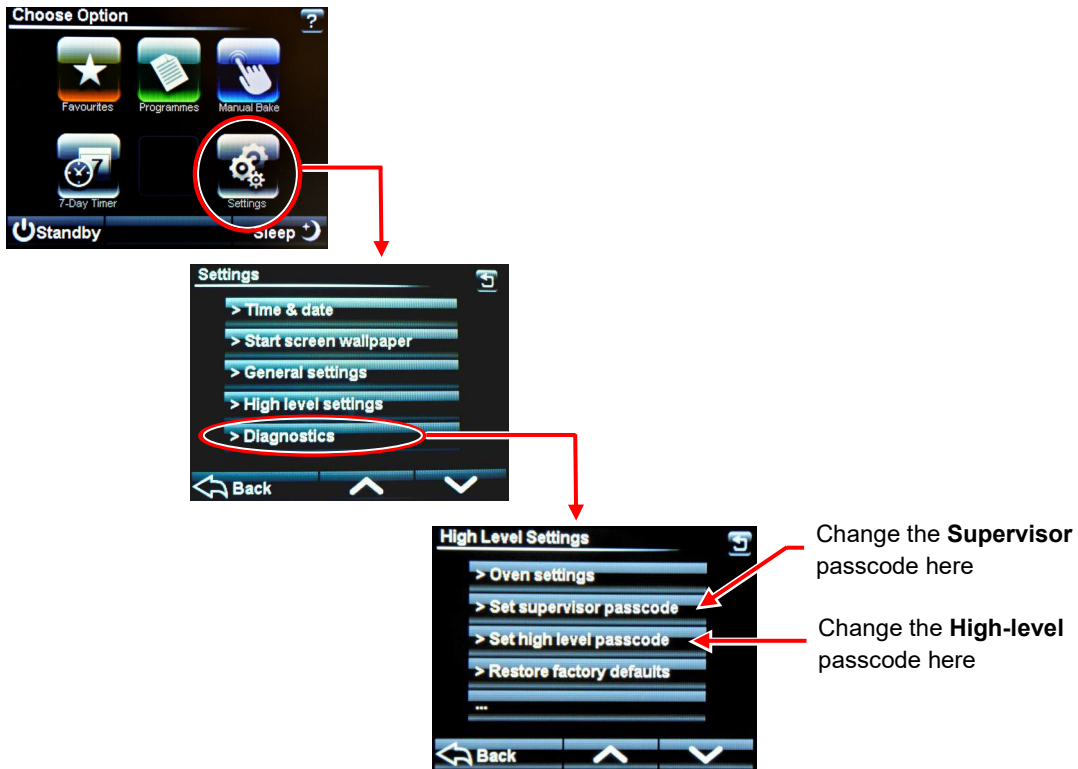 Choose Option
?
Favourites
Programmes
Manual Bake
7
7-Day Timer
Settings
Standby
Sleep
Settings
> Time & date
> Start screen wallpaper
> General settings
> High level settings
> Diagnostics
Back
High Level Settings
> Oven settings
> Set supervisor passcode
> Set high level passcode
> Restore factory defaults
...
Back
Change the Supervisor
passcode here
Change the High-level
passcode here